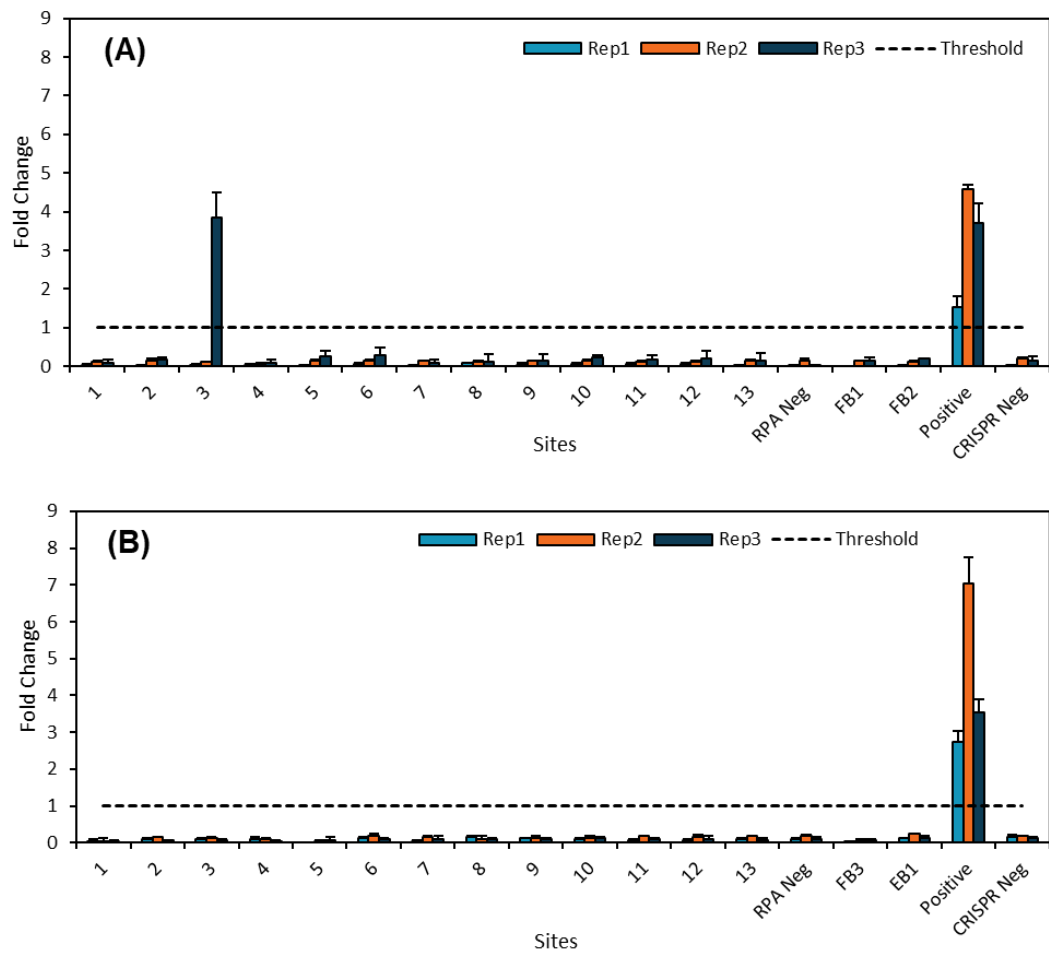 (A)
Rep1 Rep2 Rep3 Threshold
Fold Change
9
8
7
6
5
4
3
2
1
0
1 2 3 4 5 6 7 8 9 10 11 12 13 RPA Neg FB1 FB2 Positive CRISPR Neg
Sites
(B)
Rep1 Rep2 Rep3 Threshold
Fold Change
9
8
7
6
5
4
3
2
1
0
1 2 3 4 5 6 7 8 9 10 11 12 13 RPA Neg FB3 EB1 Positive CRISPR Neg
Sites